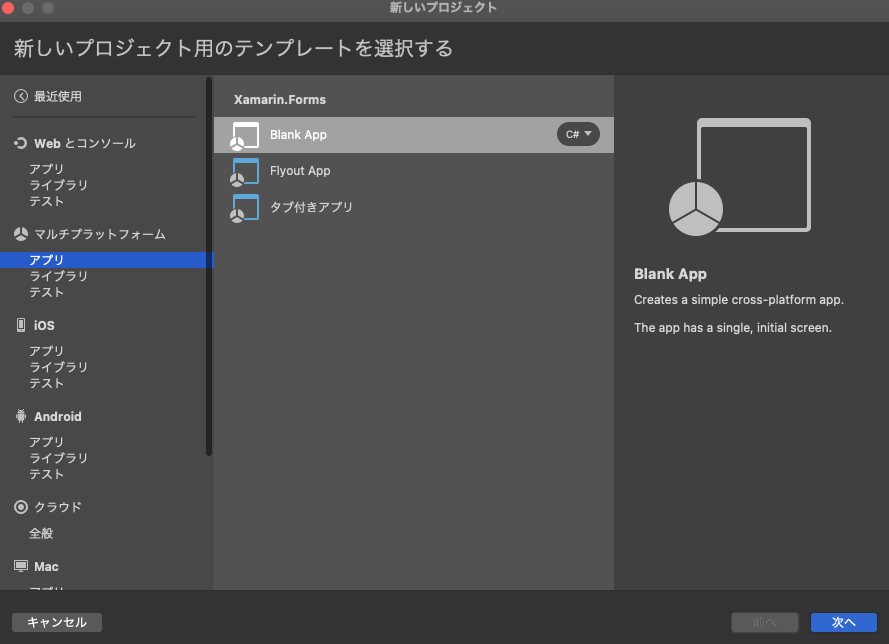 新しいプロジェクト
新しいプロジェクト用のテンプレートを選択する
最近使用
Web とコンソール
アプリ
ライブラリ
テスト
マルチプラットフォーム
アプリ
ライブラリ
テスト
iOS
アプリ
ライブラリ
テスト
Android
アプリ
ライブラリ
テスト
クラウド
全般
Mac
Xamarin.Forms
Blank App
C#
Flyout App
タブ付きアプリ
Blank App
Creates a simple cross-platform app.
The app has a single, initial screen.
キャンセル
前へ
次へ